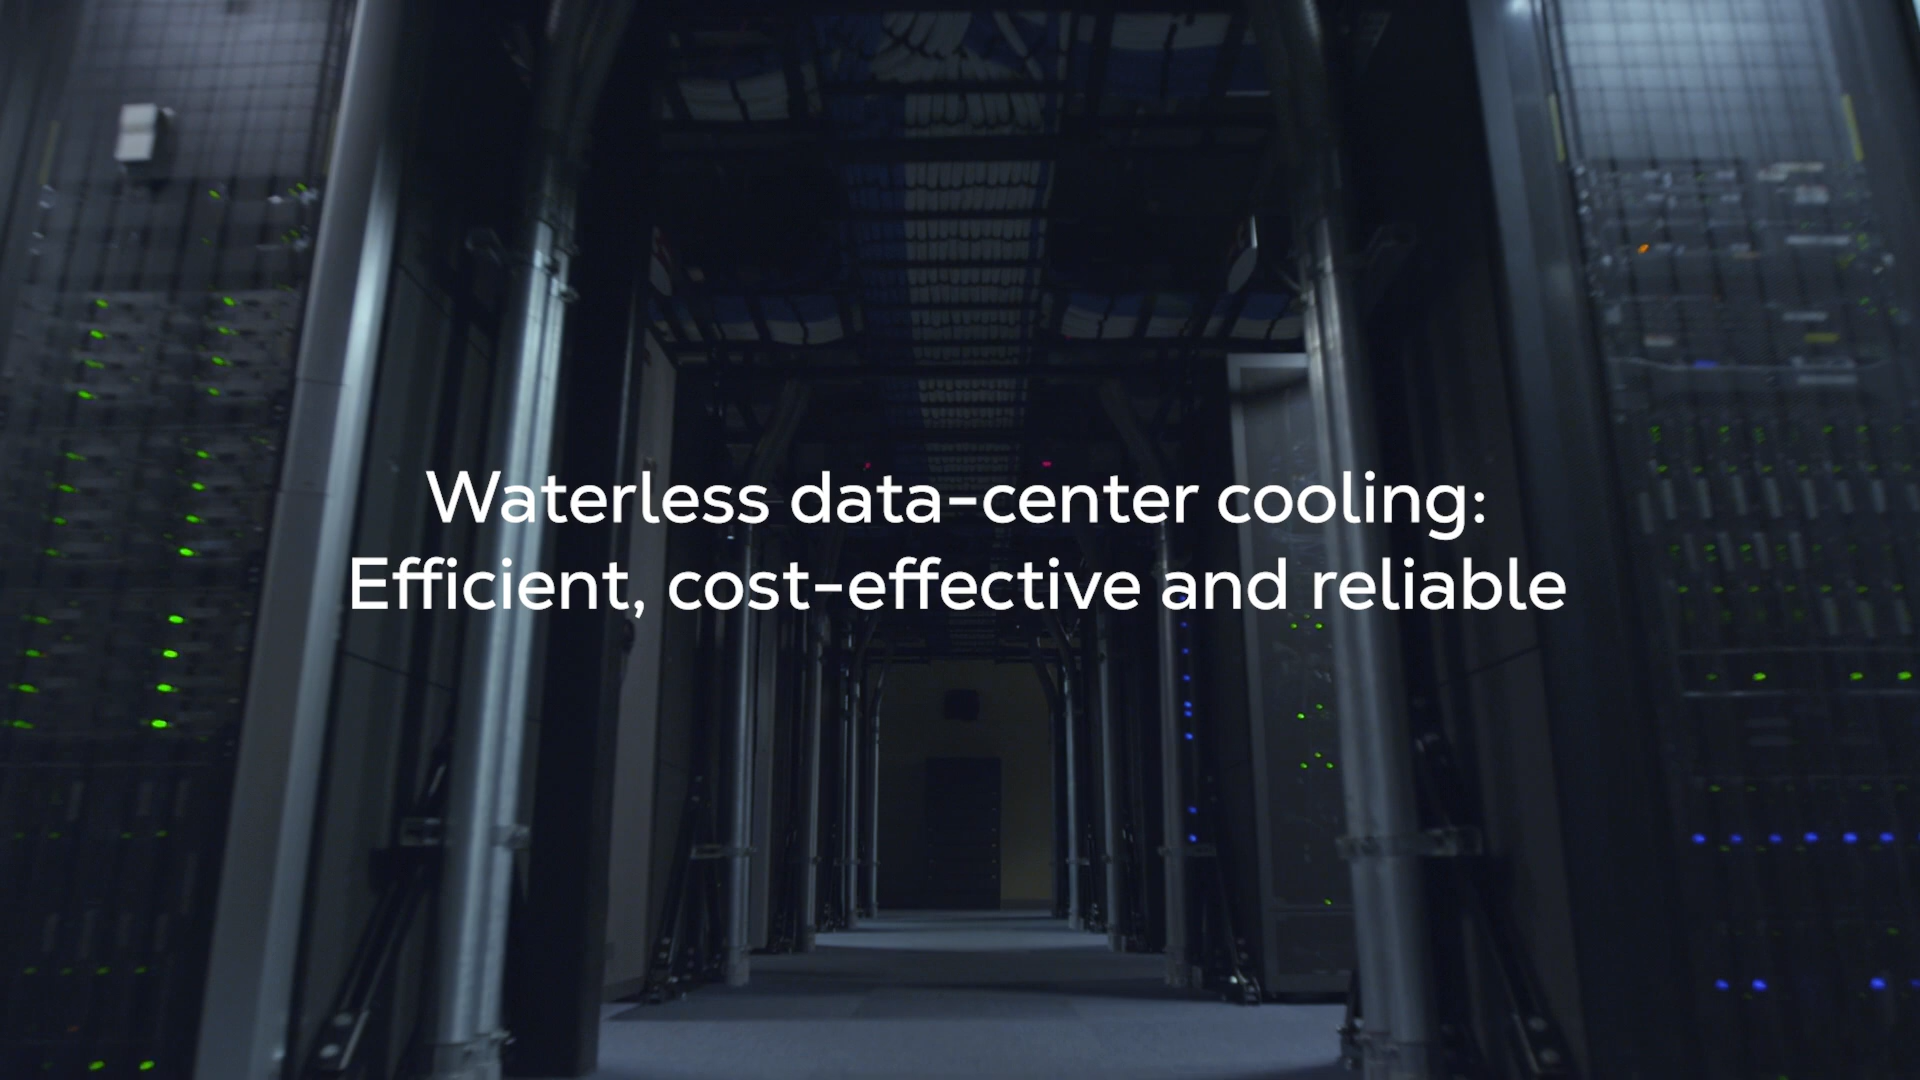 Waterless data-center cooling:
Efficient, cost-effective and reliable